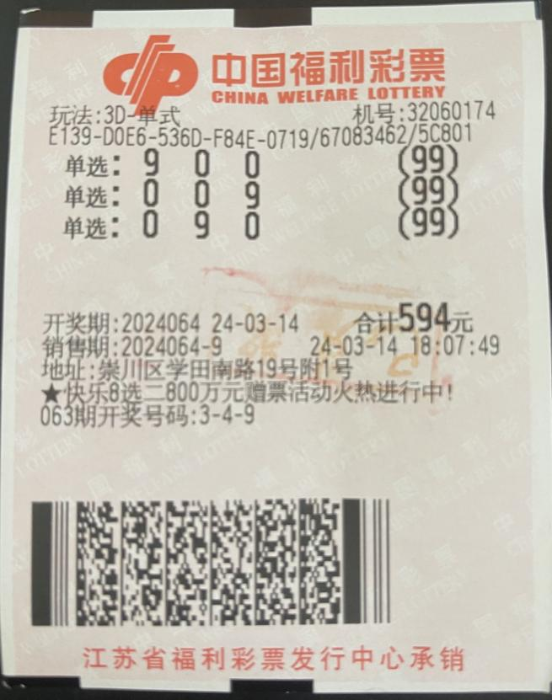 中国福利彩票
CHINA WELFARE LOTTERY
玩法:3D-单式 机号:32060174
E139-D0E6-536D-F84E-0719/67083462/5C801
单选: 9 0 0 (99)
单选: 0 0 9 (99)
单选: 0 9 0 (99)
开奖期:2024064 24-03-14 合计594元
销售期:2024064-9 24-03-14 18:07:49
地址:崇川区学田南路19号附1号
★快乐8选二800万元赠票活动火热进行中!
063期开奖号码:3-4-9
江苏省福利彩票发行中心承销